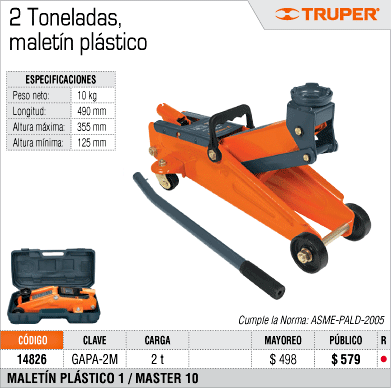 2 Toneladas,
maletín plástico
TRUPER®
ESPECIFICACIONES
Peso neto: 10 kg
Longitud: 490 mm
Altura máxima: 355 mm
Altura mínima: 125 mm
Cumple la Norma: ASME-PALD-2005
CÓDIGO CLAVE CARGA MAYOREO PÚBLICO R
14826 GAPA-2M 2 t $ 498 $ 579
MALETÍN PLÁSTICO 1 / MASTER 10